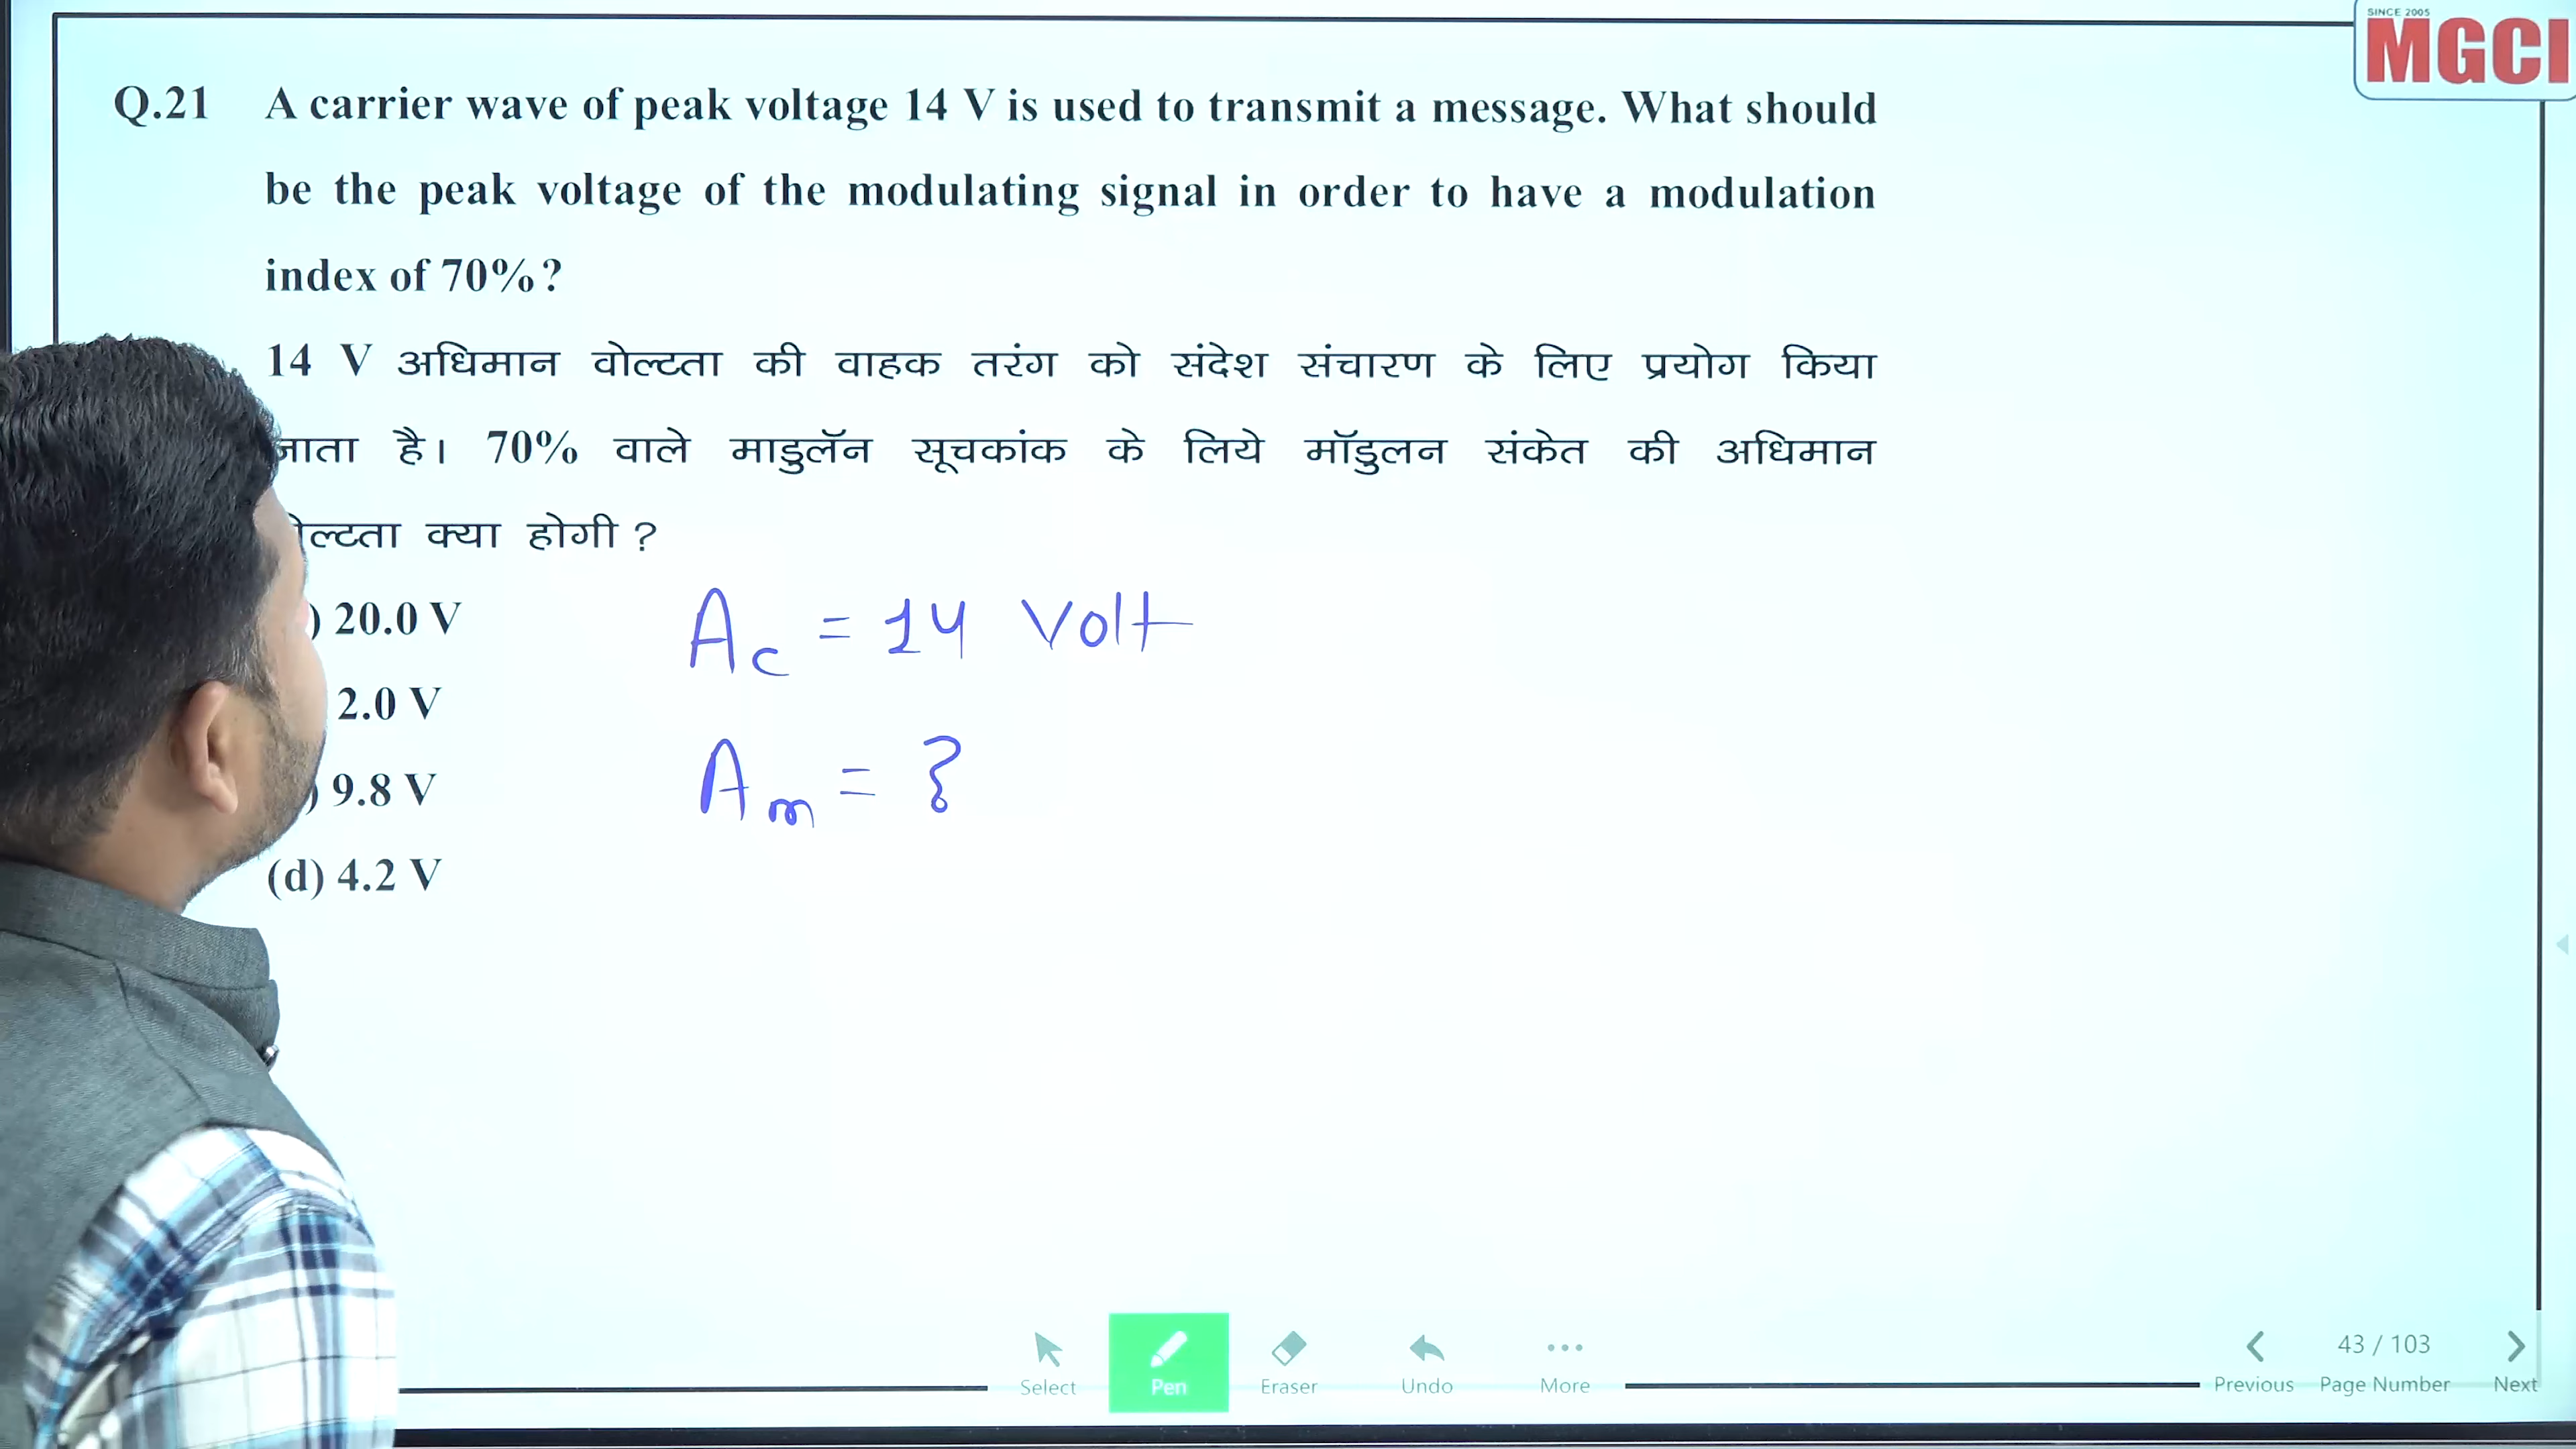 SINCE 2005
MGCI
Q.21 A carrier wave of peak voltage 14 V is used to transmit a message. What should
be the peak voltage of the modulating signal in order to have a modulation
index of 70%?
14 V अधिमान वोल्टता की वाहक तरंग को संदेश संचारण के लिए प्रयोग किया
है। 70% वाले माडुलॅन सूचकांक के लिये मॉडुलन संकेत की अधिमान
क्या होगी ?
) 20.0 V
2.0 V
) 9.8 V
(d) 4.2 V
Ac = 14 Volt
Am = ?
Select
Pen
Eraser
Undo
More
Previous
43 / 103
Page Number
Next